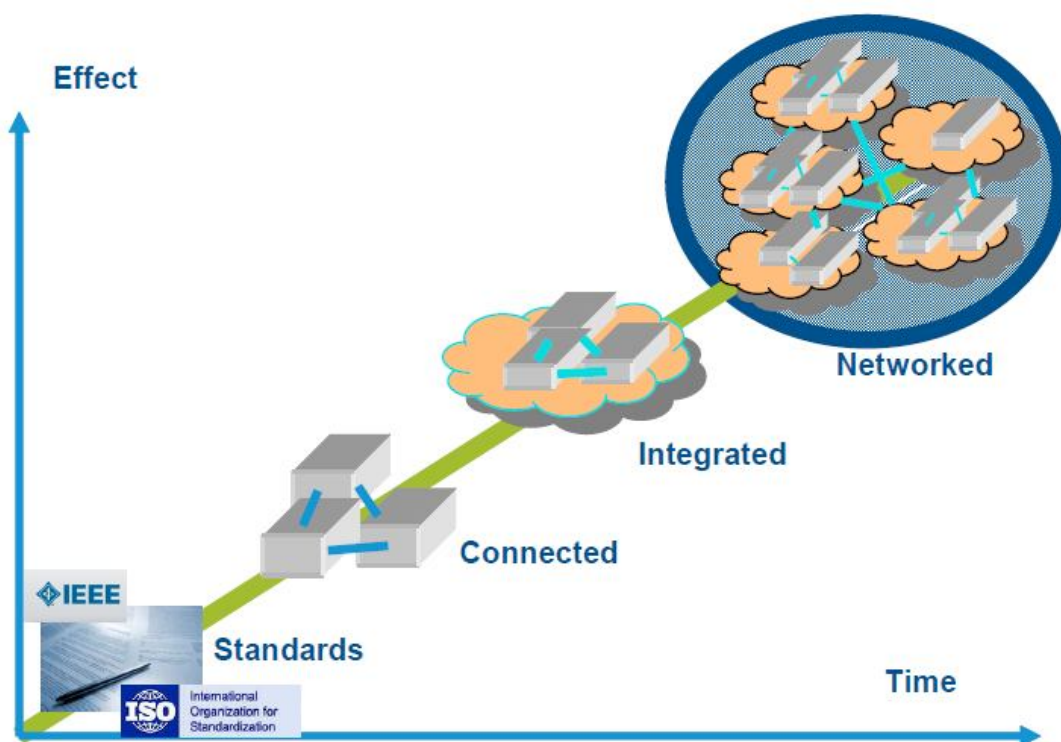 Effect
Networked
Integrated
Connected
IEEE
Standards
Time
ISO
International
Organization for
Standardization